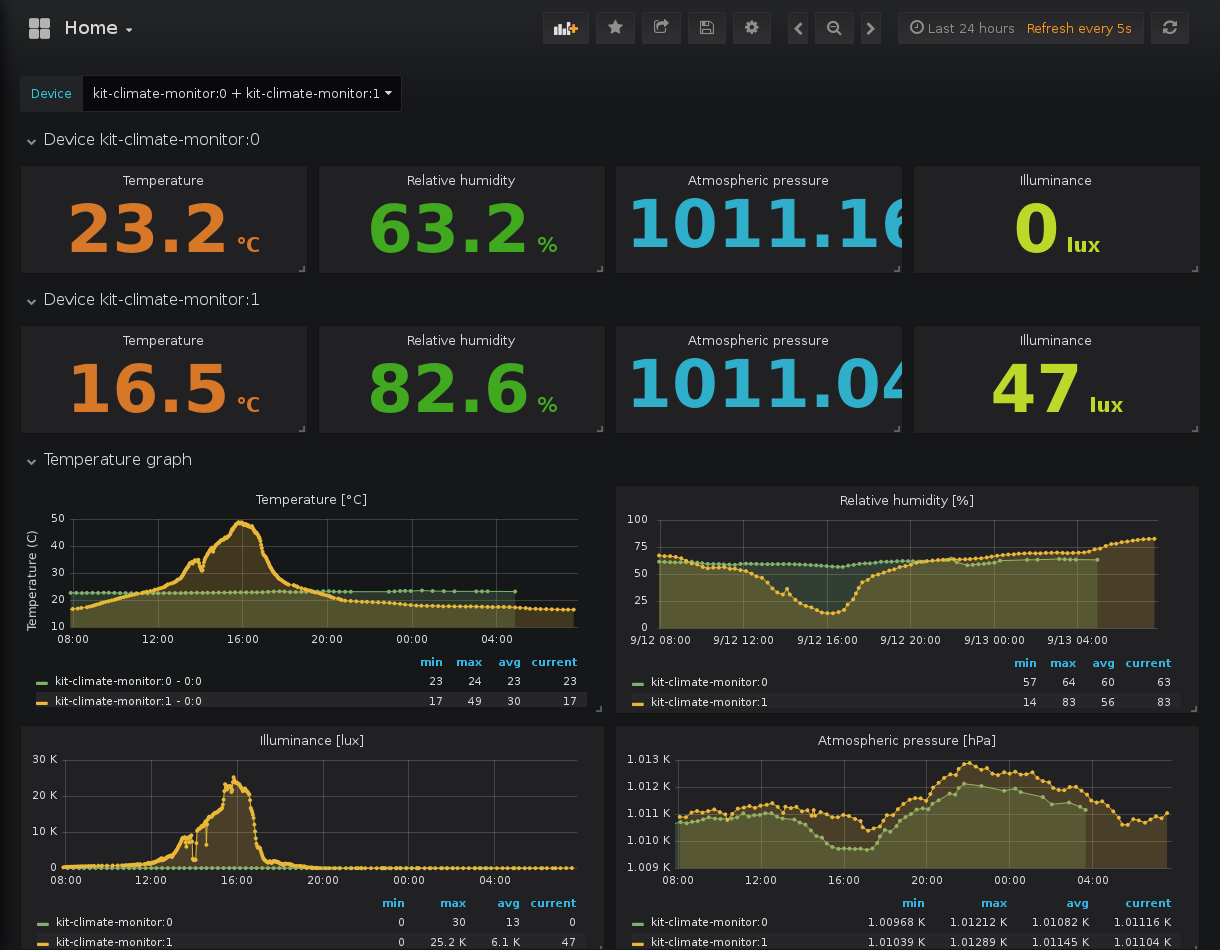 Home
Last 24 hours Refresh every 5s
Device kit-climate-monitor:0 + kit-climate-monitor:1
Device kit-climate-monitor:0
Temperature Relative humidity Atmospheric pressure Illuminance
23.2 °C 63.2 % 1011.16 0 lux
Device kit-climate-monitor:1
Temperature Relative humidity Atmospheric pressure Illuminance
16.5 °C 82.6 % 1011.04 47 lux
Temperature graph
Temperature [°C]
Temperature (C)
50
40
30
20
10
08:00 12:00 16:00 20:00 00:00 04:00
min max avg current
kit-climate-monitor:0 - 0:0 23 24 23 23
kit-climate-monitor:1 - 0:0 17 49 30 17
Relative humidity [%]
100
75
50
25
0
9/12 08:00 9/12 12:00 9/12 16:00 9/12 20:00 9/13 00:00 9/13 04:00
min max avg current
kit-climate-monitor:0 57 64 60 63
kit-climate-monitor:1 14 83 56 83
Illuminance [lux]
30 K
20 K
10 K
0
08:00 12:00 16:00 20:00 00:00 04:00
min max avg current
kit-climate-monitor:0 0 30 13 0
kit-climate-monitor:1 0 25.2 K 6.1 K 47
Atmospheric pressure [hPa]
1.013 K
1.012 K
1.011 K
1.010 K
1.009 K
08:00 12:00 16:00 20:00 00:00 04:00
min max avg current
kit-climate-monitor:0 1.00968 K 1.01212 K 1.01082 K 1.01116 K
kit-climate-monitor:1 1.01039 K 1.01289 K 1.01145 K 1.01104 K